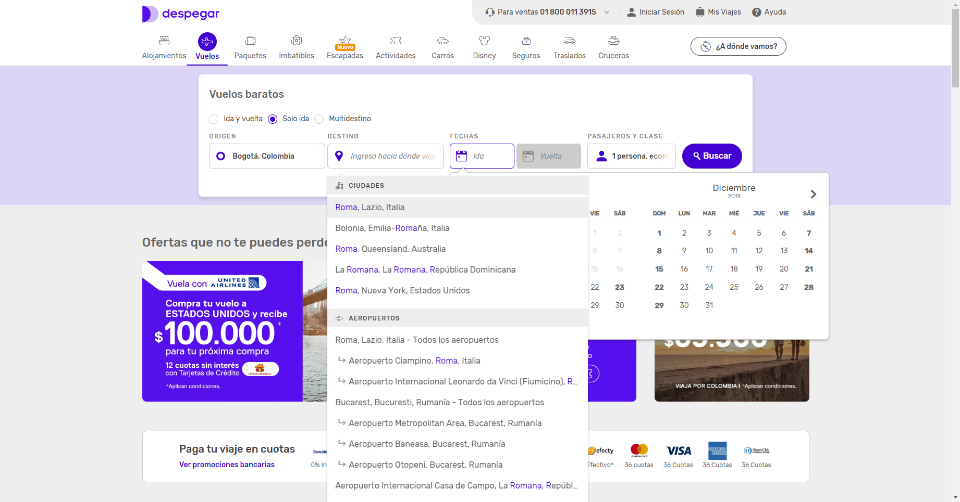 despegar
Para ventas 01 800 011 3915
Iniciar Sesión
Mis Viajes
Ayuda
Alojamientos
Vuelos
Paquetes
Imbatibles
Nuevo
Escapadas
Actividades
Carros
Disney
Seguros
Traslados
Cruceros
¿A dónde vamos?
Vuelos baratos
Ida y vuelta
Solo ida
Multidestino
ORIGEN
DESTINO
FECHAS
PASAJEROS Y CLASE
Bogotá, Colombia
Ingresa hacia dónde viaj
Ida
Vuelta
1 persona, econ
Buscar
CIUDADES
Roma, Lazio, Italia
Bolonia, Emilia-Romaña, Italia
Roma, Queensland, Australia
La Romana, La Romana, República Dominicana
Roma, Nueva York, Estados Unidos
AEROPUERTOS
Roma, Lazio, Italia - Todos los aeropuertos
Aeropuerto Ciampino, Roma, Italia
Aeropuerto Internacional Leonardo da Vinci (Fiumicino), R...
Bucarest, Bucuresti, Rumanía - Todos los aeropuertos
Aeropuerto Metropolitan Area, Bucarest, Rumanía
Aeropuerto Baneasa, Bucarest, Rumanía
Aeropuerto Otopeni, Bucarest, Rumanía
Aeropuerto Internacional Casa de Campo, La Romana, Repúbl...
Diciembre
2019
VIE SÁB DOM LUN MAR MIÉ JUE VIE SÁB
1 2 1 2 3 4 5 6 7
8 9 8 9 10 11 12 13 14
15 16 15 16 17 18 19 20 21
22 23 22 23 24 25 26 27 28
29 30 29 30 31
Ofertas que no te puedes perde
Vuela con UNITED AIRLINES
Compra tu vuelo a
ESTADOS UNIDOS y recibe
$100.000*
para tu próxima compra
12 cuotas sin interés
con Tarjetas de Crédito
*Aplican condiciones.
VIAJA POR COLOMBIA
*Aplican condiciones.
Paga tu viaje en cuotas
Ver promociones bancarias
0% In
efecty
Efectivo*
36 cuotas
VISA
36 Cuotas
36 Cuotas
36 Cuotas